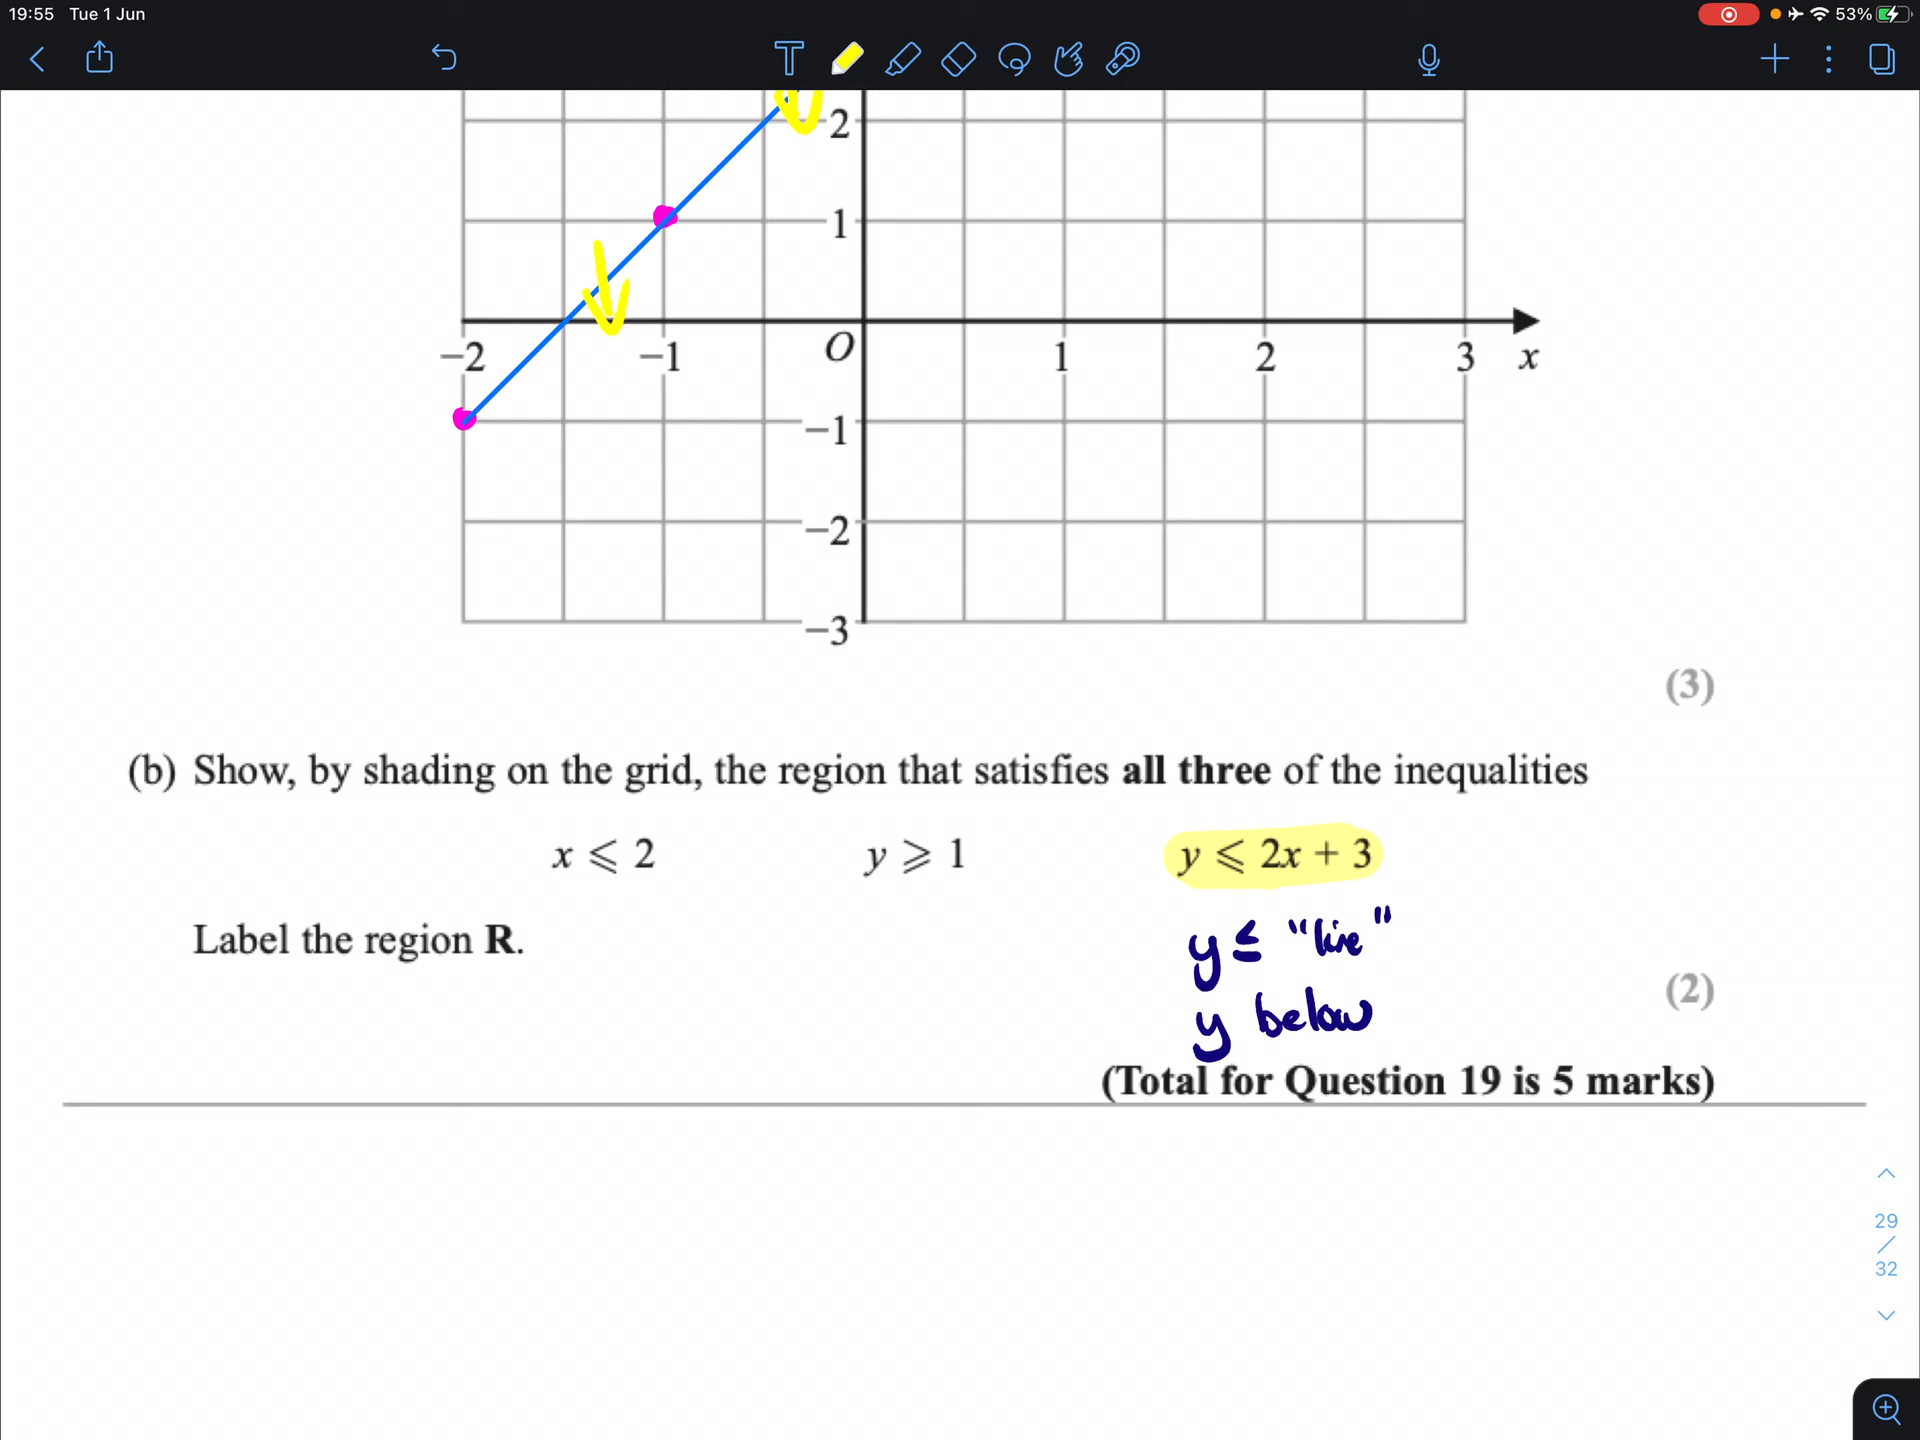 19:55 Tue 1 Jun 53%
T
2
1
−2 −1 O 1 2 3 x
−1
−2
−3
(3)
(b) Show, by shading on the grid, the region that satisfies all three of the inequalities
x ⩽ 2 y ⩾ 1 y ⩽ 2x + 3
Label the region R.
y ≤ "line"
(2)
y below
(Total for Question 19 is 5 marks)
29
/
32